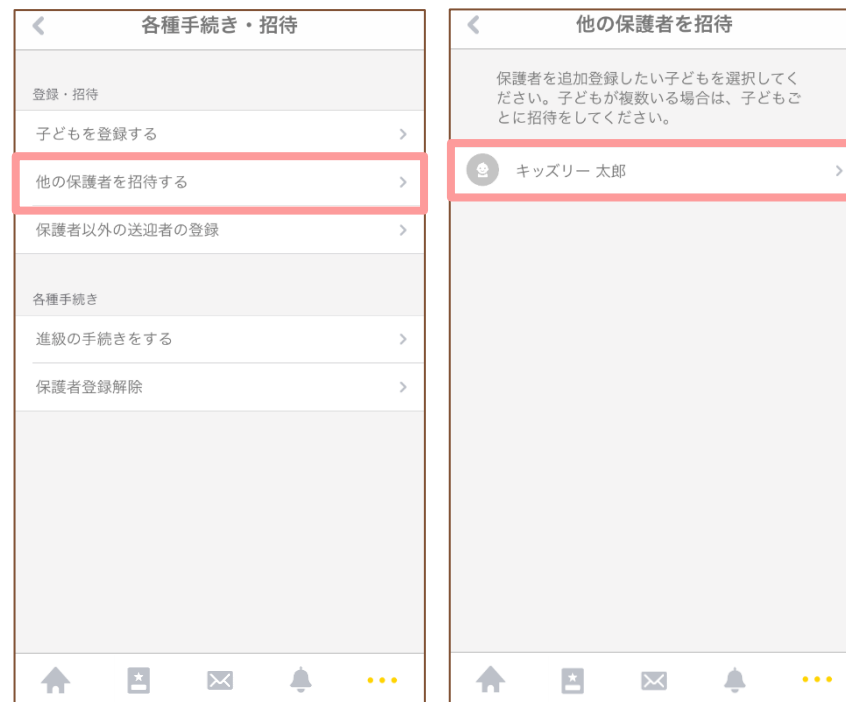 各種手続き・招待
登録・招待
子どもを登録する
他の保護者を招待する
保護者以外の送迎者の登録
各種手続き
進級の手続きをする
保護者登録解除
他の保護者を招待
保護者を追加登録したい子どもを選択してく
ださい。子どもが複数いる場合は、子どもご
とに招待をしてください。
キッズリー 太郎